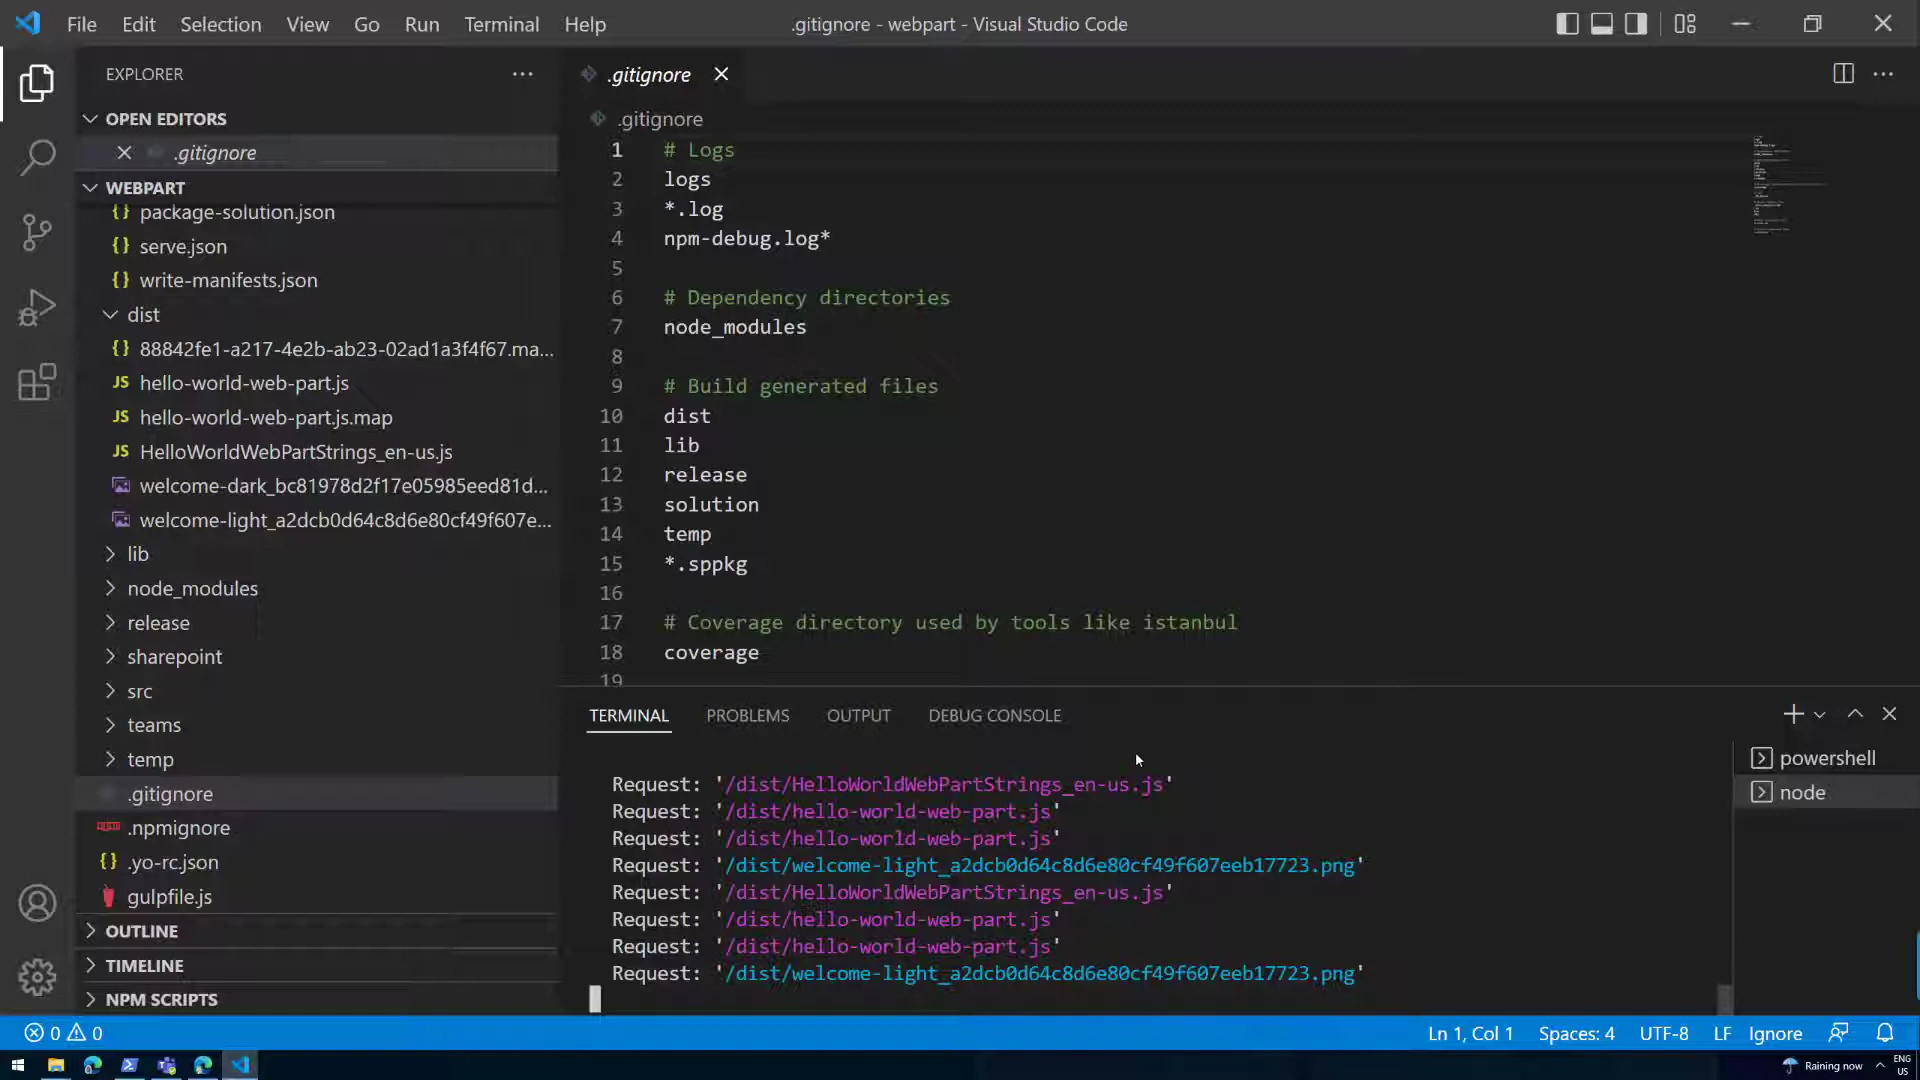 File Edit Selection View Go Run Terminal Help
.gitignore - webpart - Visual Studio Code
EXPLORER
OPEN EDITORS
.gitignore
WEBPART
package-solution.json
serve.json
write-manifests.json
dist
88842fe1-a217-4e2b-ab23-02ad1a3f4f67.ma...
JS hello-world-web-part.js
JS hello-world-web-part.js.map
JS HelloWorldWebPartStrings_en-us.js
welcome-dark_bc81978d2f17e05985eed81d...
welcome-light_a2dcb0d64c8d6e80cf49f607e...
lib
node_modules
release
sharepoint
src
teams
temp
.gitignore
.npmignore
.yo-rc.json
gulpfile.js
OUTLINE
TIMELINE
NPM SCRIPTS
.gitignore
.gitignore
1 # Logs
2 logs
3 *.log
4 npm-debug.log*
5
6 # Dependency directories
7 node_modules
8
9 # Build generated files
10 dist
11 lib
12 release
13 solution
14 temp
15 *.sppkg
16
17 # Coverage directory used by tools like istanbul
18 coverage
19
TERMINAL PROBLEMS OUTPUT DEBUG CONSOLE
Request: '/dist/HelloWorldWebPartStrings_en-us.js'
Request: '/dist/hello-world-web-part.js'
Request: '/dist/hello-world-web-part.js'
Request: '/dist/welcome-light_a2dcb0d64c8d6e80cf49f607eeb17723.png'
Request: '/dist/HelloWorldWebPartStrings_en-us.js'
Request: '/dist/hello-world-web-part.js'
Request: '/dist/hello-world-web-part.js'
Request: '/dist/welcome-light_a2dcb0d64c8d6e80cf49f607eeb17723.png'
powershell
node
0 0
Ln 1, Col 1 Spaces: 4 UTF-8 LF Ignore
Raining now
ENG
US